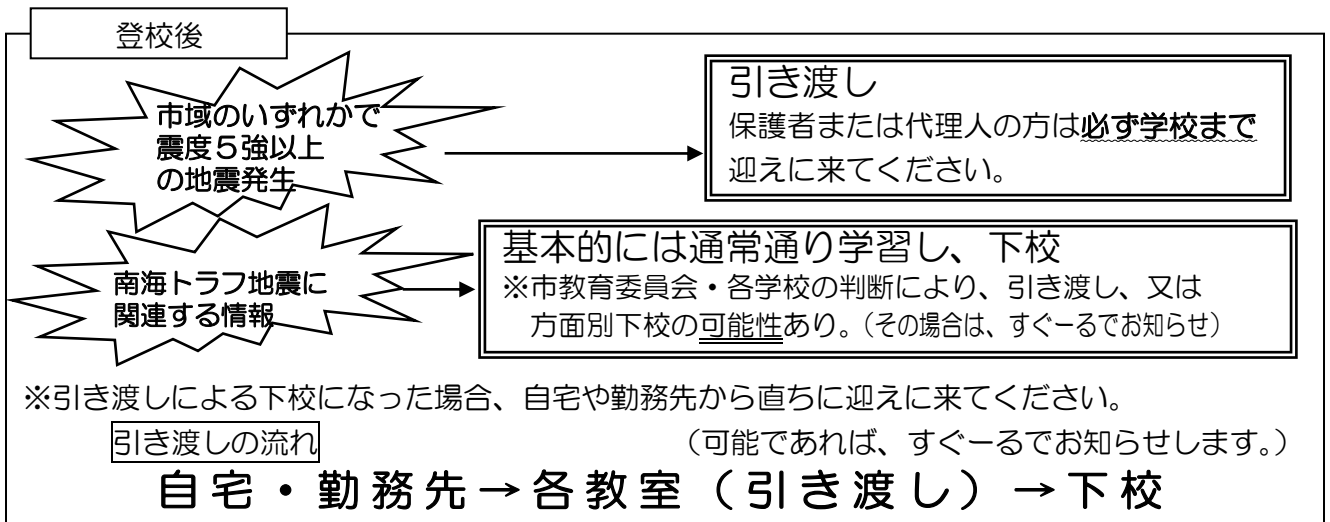 登校後
市域のいずれかで
震度５強以上
の地震発生
引き渡し
保護者または代理人の方は必ず学校まで
迎えに来てください。
南海トラフ地震に
関連する情報
基本的には通常通り学習し、下校
※市教育委員会・各学校の判断により、引き渡し、又は
方面別下校の可能性あり。（その場合は、すぐーるでお知らせ）
※引き渡しによる下校になった場合、自宅や勤務先から直ちに迎えに来てください。
引き渡しの流れ （可能であれば、すぐーるでお知らせします。）
自宅・勤務先→各教室（引き渡し）→下校